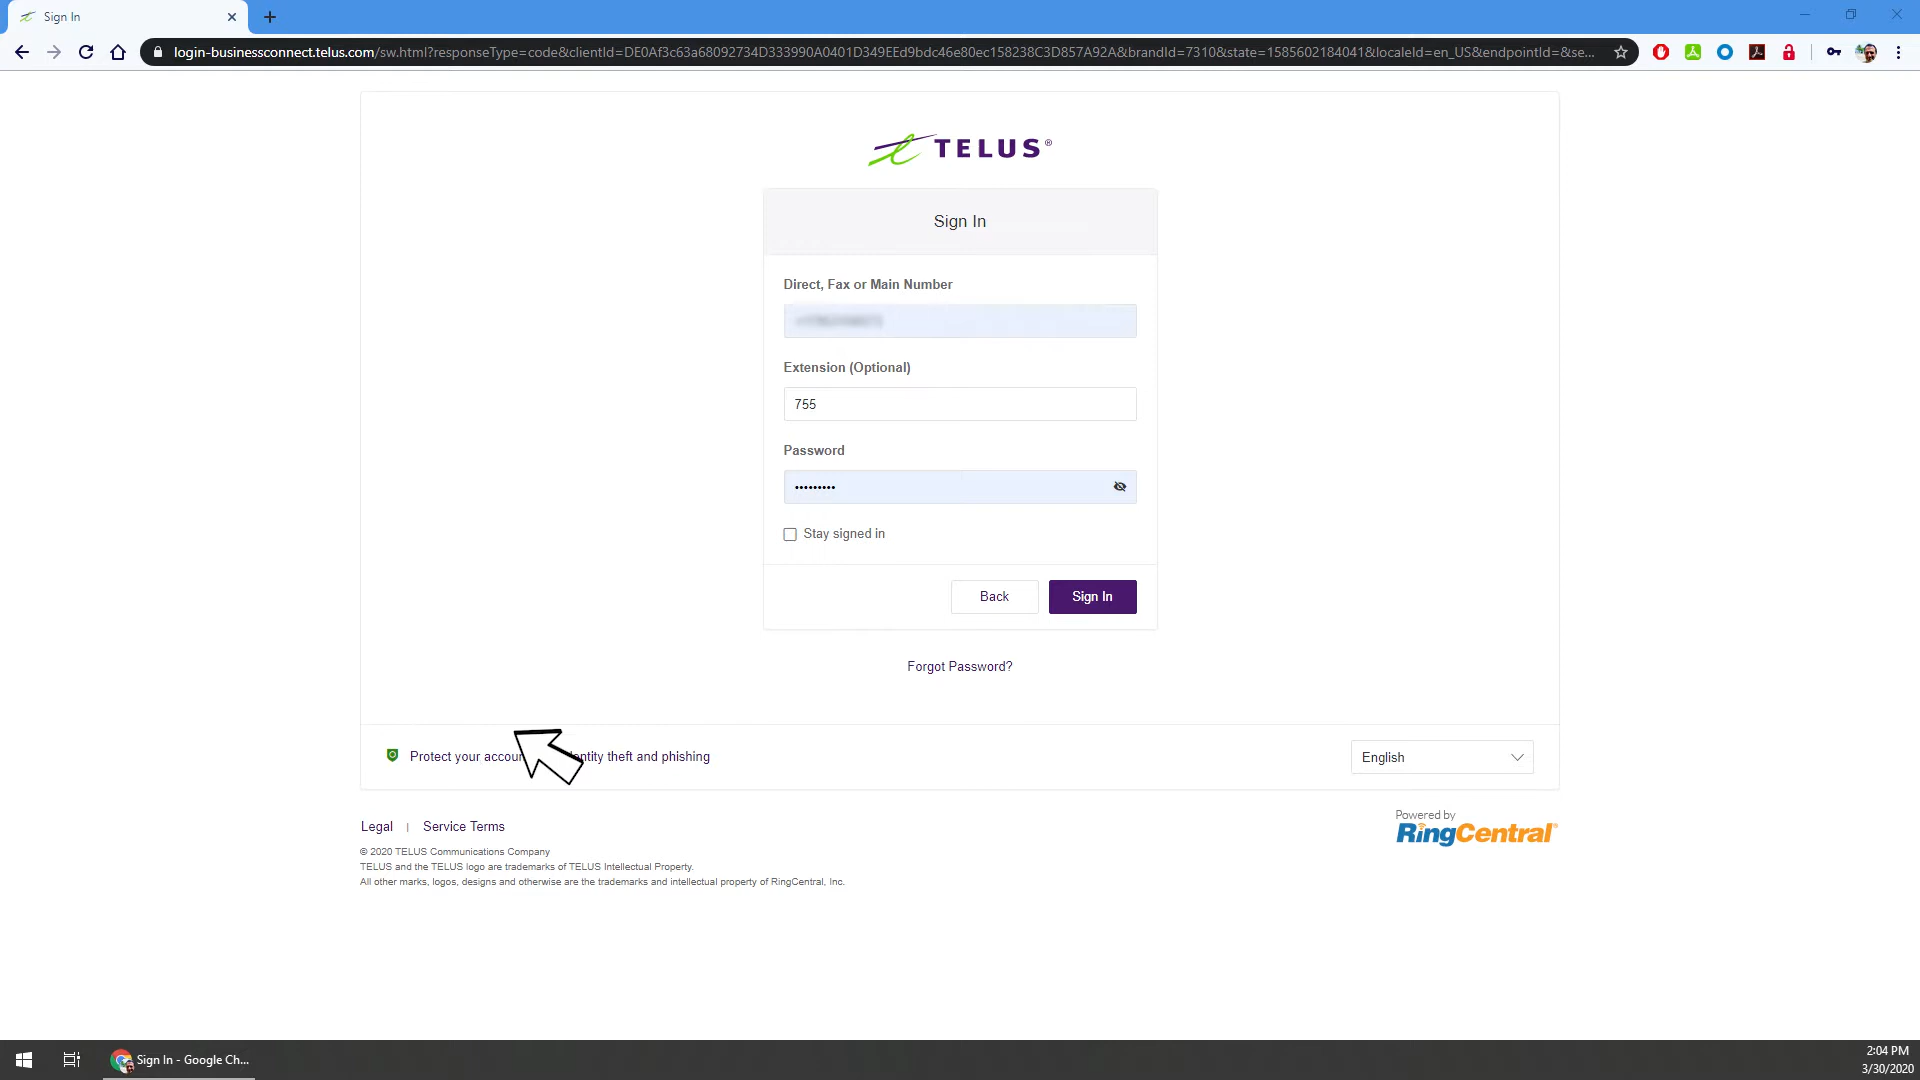 Sign In
login-businessconnect.telus.com/sw.html?responseType=code&clientId=DE0Af3c63a68092734D333990A0401D349EEd9bdc46e80ec158238C3D857A92A&brandId=7310&state=1585602184041&localeId=en_US&endpointId=&se...
TELUS®
Sign In
Direct, Fax or Main Number
Extension (Optional)
755
Password
•••••••••
Stay signed in
Back Sign In
Forgot Password?
Protect your accoun ntity theft and phishing
English
Legal | Service Terms
Powered by
RingCentral®
© 2020 TELUS Communications Company
TELUS and the TELUS logo are trademarks of TELUS Intellectual Property.
All other marks, logos, designs and otherwise are the trademarks and intellectual property of RingCentral, Inc.
Sign In - Google Ch...
2:04 PM
3/30/2020